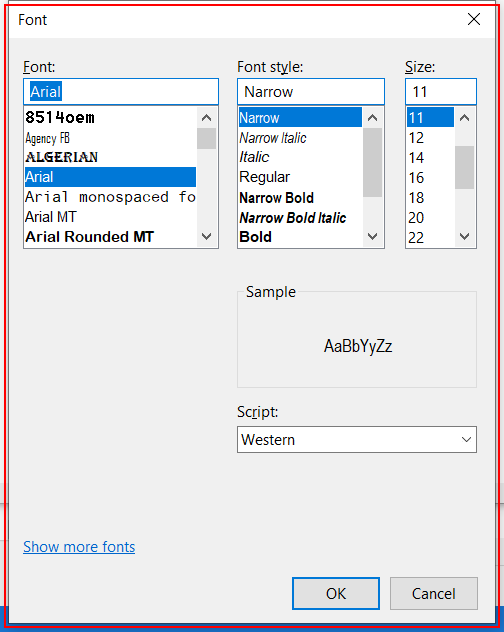 Font
Font:
Font style:
Size:
Arial
Narrow
11
8514oem
Agency FB
ALGERIAN
Arial
Arial monospaced fo
Arial MT
Arial Rounded MT
Narrow
Narrow Italic
Italic
Regular
Narrow Bold
Narrow Bold Italic
Bold
11
12
14
16
18
20
22
Sample
AaBbYyZz
Script:
Western
Show more fonts
OK
Cancel